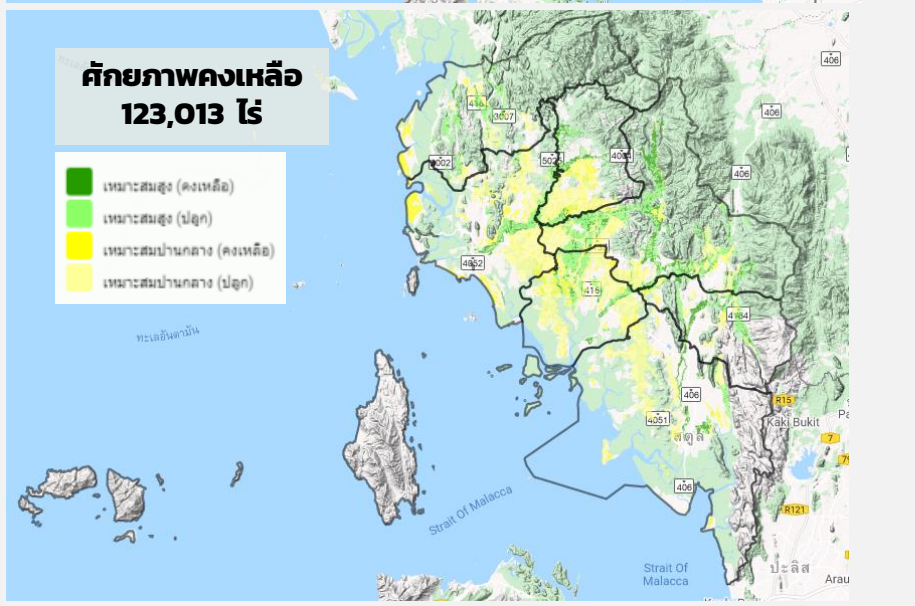 ศักยภาพคงเหลือ
123,013 ไร่
เหมาะสมสูง (คงเหลือ)
เหมาะสมสูง (ปลูก)
เหมาะสมปานกลาง (คงเหลือ)
เหมาะสมปานกลาง (ปลูก)
406
406
406
416
4052
415
4184
ทะเลอันดามัน
406
R15
Kaki Bukit
4051
สตูล
7
406
Strait Of Malacca
R121
Strait Of
Malacca
ปะลิส
Arau